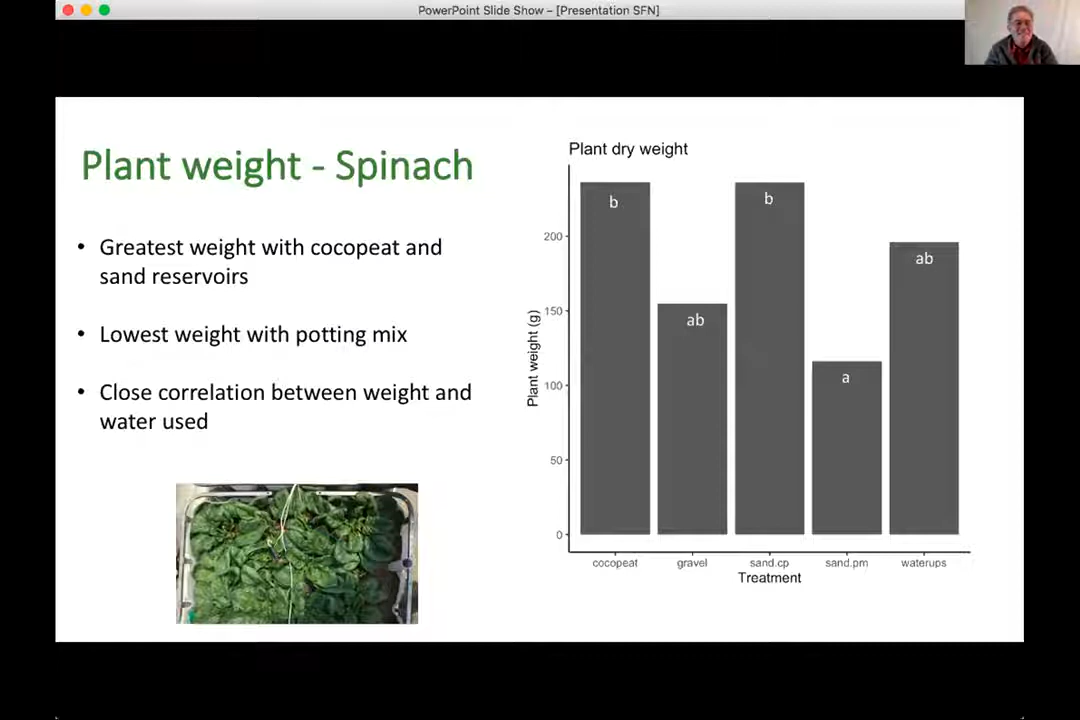 PowerPoint Slide Show – [Presentation SFN]
Plant weight - Spinach
• Greatest weight with cocopeat and
sand reservoirs
• Lowest weight with potting mix
• Close correlation between weight and
water used
Plant dry weight
Plant weight (g)
200
150
100
50
0
b
ab
b
a
ab
cocopeat
gravel
sand.cp
sand.pm
waterups
Treatment